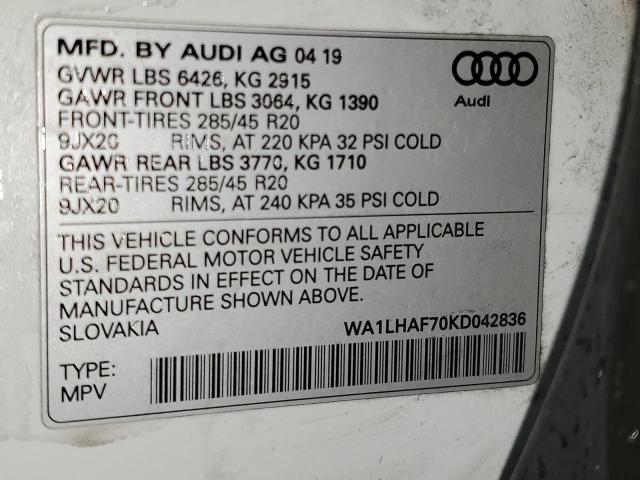 MFD. BY AUDI AG 04 19
GVWR LBS 6426, KG 2915
GAWR FRONT LBS 3064, KG 1390
FRONT-TIRES 285/45 R20
9JX20 RIMS, AT 220 KPA 32 PSI COLD
GAWR REAR LBS 3770, KG 1710
REAR-TIRES 285/45 R20
9JX20 RIMS, AT 240 KPA 35 PSI COLD
Audi
THIS VEHICLE CONFORMS TO ALL APPLICABLE
U.S. FEDERAL MOTOR VEHICLE SAFETY
STANDARDS IN EFFECT ON THE DATE OF
MANUFACTURE SHOWN ABOVE.
SLOVAKIA WA1LHAF70KD042836
TYPE:
MPV